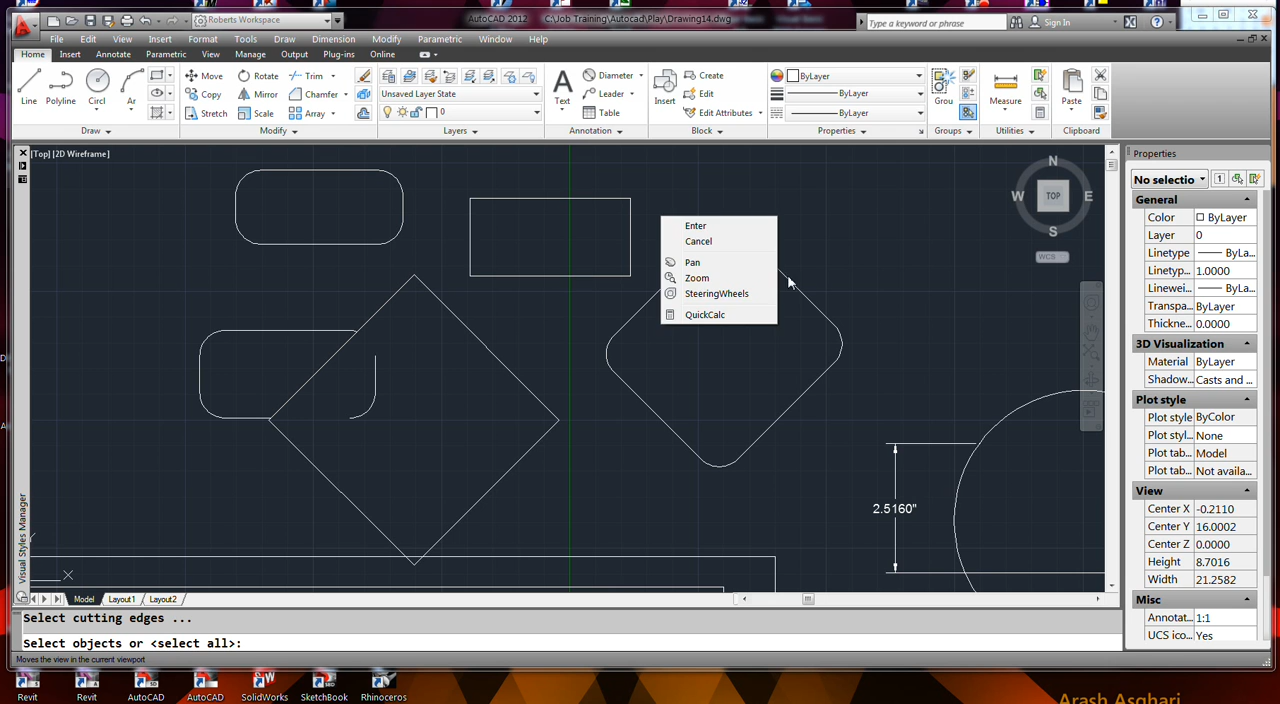 Roberts Workspace
AutoCAD 2012 C:\Job Training\Autocad\Play\Drawing14.dwg
Type a keyword or phrase
Sign In
File Edit View Insert Format Tools Draw Dimension Modify Parametric Window Help
Home Insert Annotate Parametric View Manage Output Plug-ins Online
Line Polyline Circl Ar
Move Rotate Trim
Copy Mirror Chamfer
Stretch Scale Array
Unsaved Layer State
0
Text
Diameter
Leader
Table
Insert
Create
Edit
Edit Attributes
ByLayer
ByLayer
ByLayer
Grou
Measure
Paste
Draw Modify Layers Annotation Block Properties Groups Utilities Clipboard
[Top] [2D Wireframe]
N
W TOP E
S
WCS
Enter
Cancel
Pan
Zoom
SteeringWheels
QuickCalc
2.5160"
Y
X
Visual Styles Manager
Model Layout1 Layout2
Select cutting edges ...
Select objects or <select all>:
Moves the view in the current viewport
Properties
No selectio
General
Color ByLayer
Layer 0
Linetype ByLa...
Linetyp... 1.0000
Linewei... ByLa...
Transpa... ByLayer
Thickne... 0.0000
3D Visualization
Material ByLayer
Shadow... Casts and ...
Plot style
Plot style ByColor
Plot styl... None
Plot tab... Model
Plot tab... Not availa...
View
Center X -0.2110
Center Y 16.0002
Center Z 0.0000
Height 8.7016
Width 21.2582
Misc
Annotat... 1:1
UCS ico... Yes
Revit Revit AutoCAD AutoCAD SolidWorks SketchBook Rhinoceros
Arash Asghari